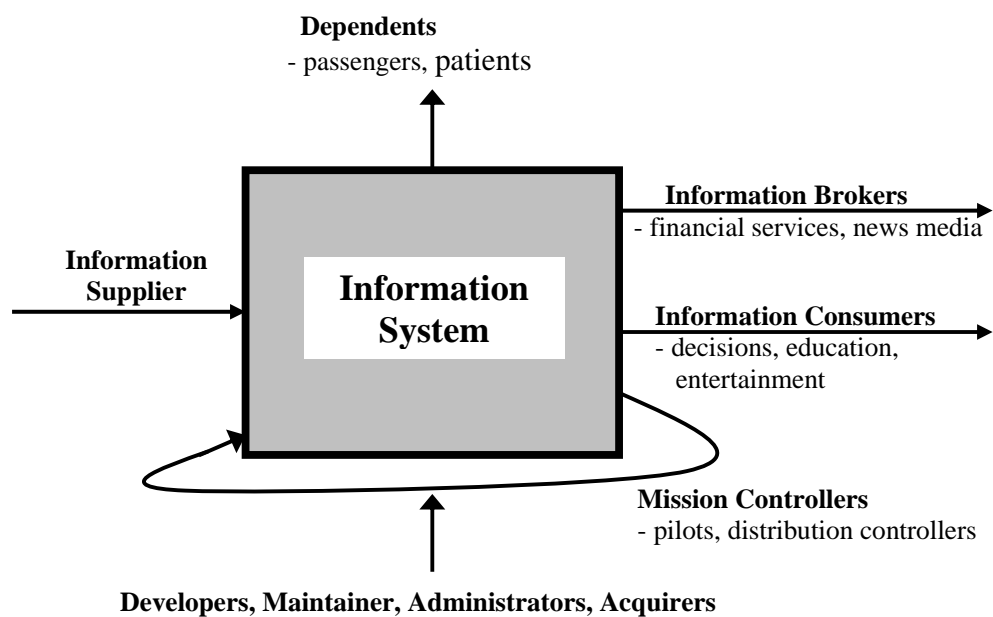 Dependents
- passengers, patients
Information Brokers
- financial services, news media
Information
Supplier
Information
System
Information Consumers
- decisions, education,
entertainment
Mission Controllers
- pilots, distribution controllers
Developers, Maintainer, Administrators, Acquirers